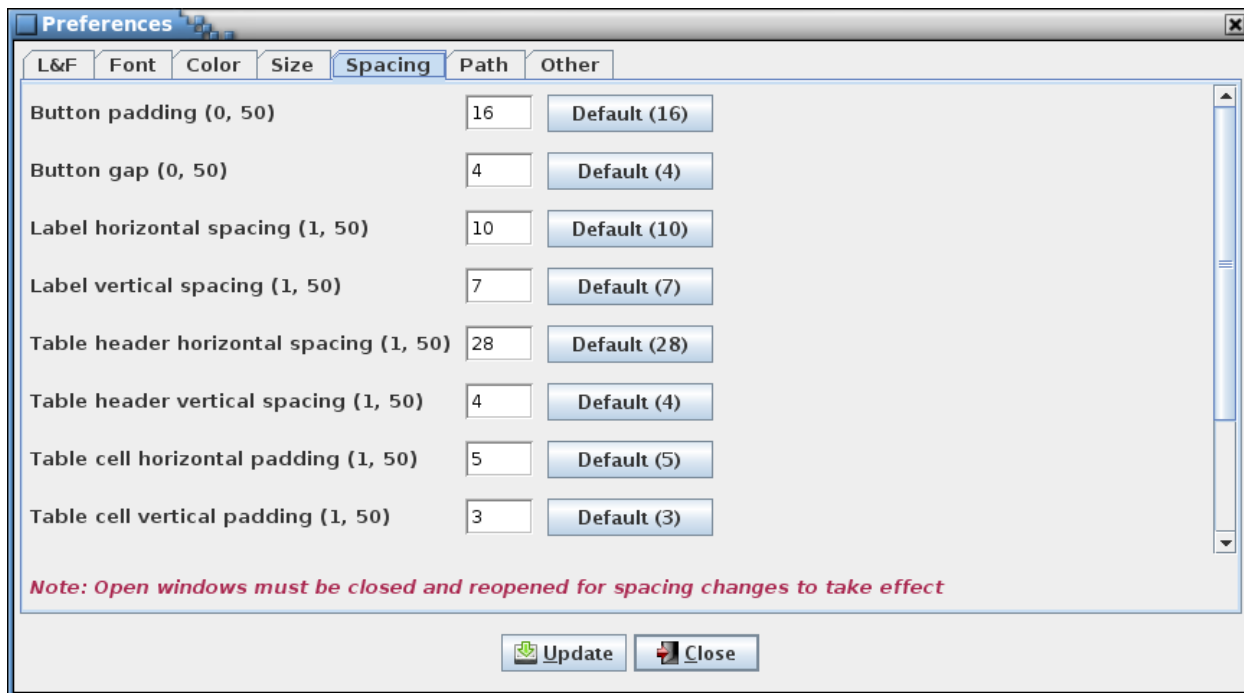 Preferences
L&F Font Color Size Spacing Path Other
Button padding (0, 50) 16 Default (16)
Button gap (0, 50) 4 Default (4)
Label horizontal spacing (1, 50) 10 Default (10)
Label vertical spacing (1, 50) 7 Default (7)
Table header horizontal spacing (1, 50) 28 Default (28)
Table header vertical spacing (1, 50) 4 Default (4)
Table cell horizontal padding (1, 50) 5 Default (5)
Table cell vertical padding (1, 50) 3 Default (3)
Note: Open windows must be closed and reopened for spacing changes to take effect
Update Close